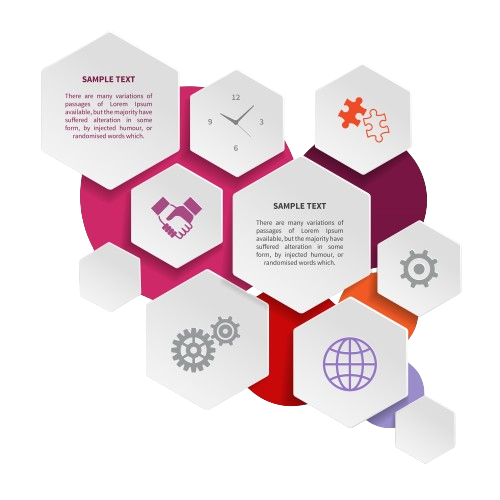 SAMPLE TEXT
There are many variations of
passages of Lorem Ipsum
available, but the majority have
suffered alteration in some
form, by injected humour, or
randomised words which.
12
9
3
6
SAMPLE TEXT
There are many variations of
passages of Lorem Ipsum
available, but the majority have
suffered alteration in some
form, by injected humour, or
randomised words which.